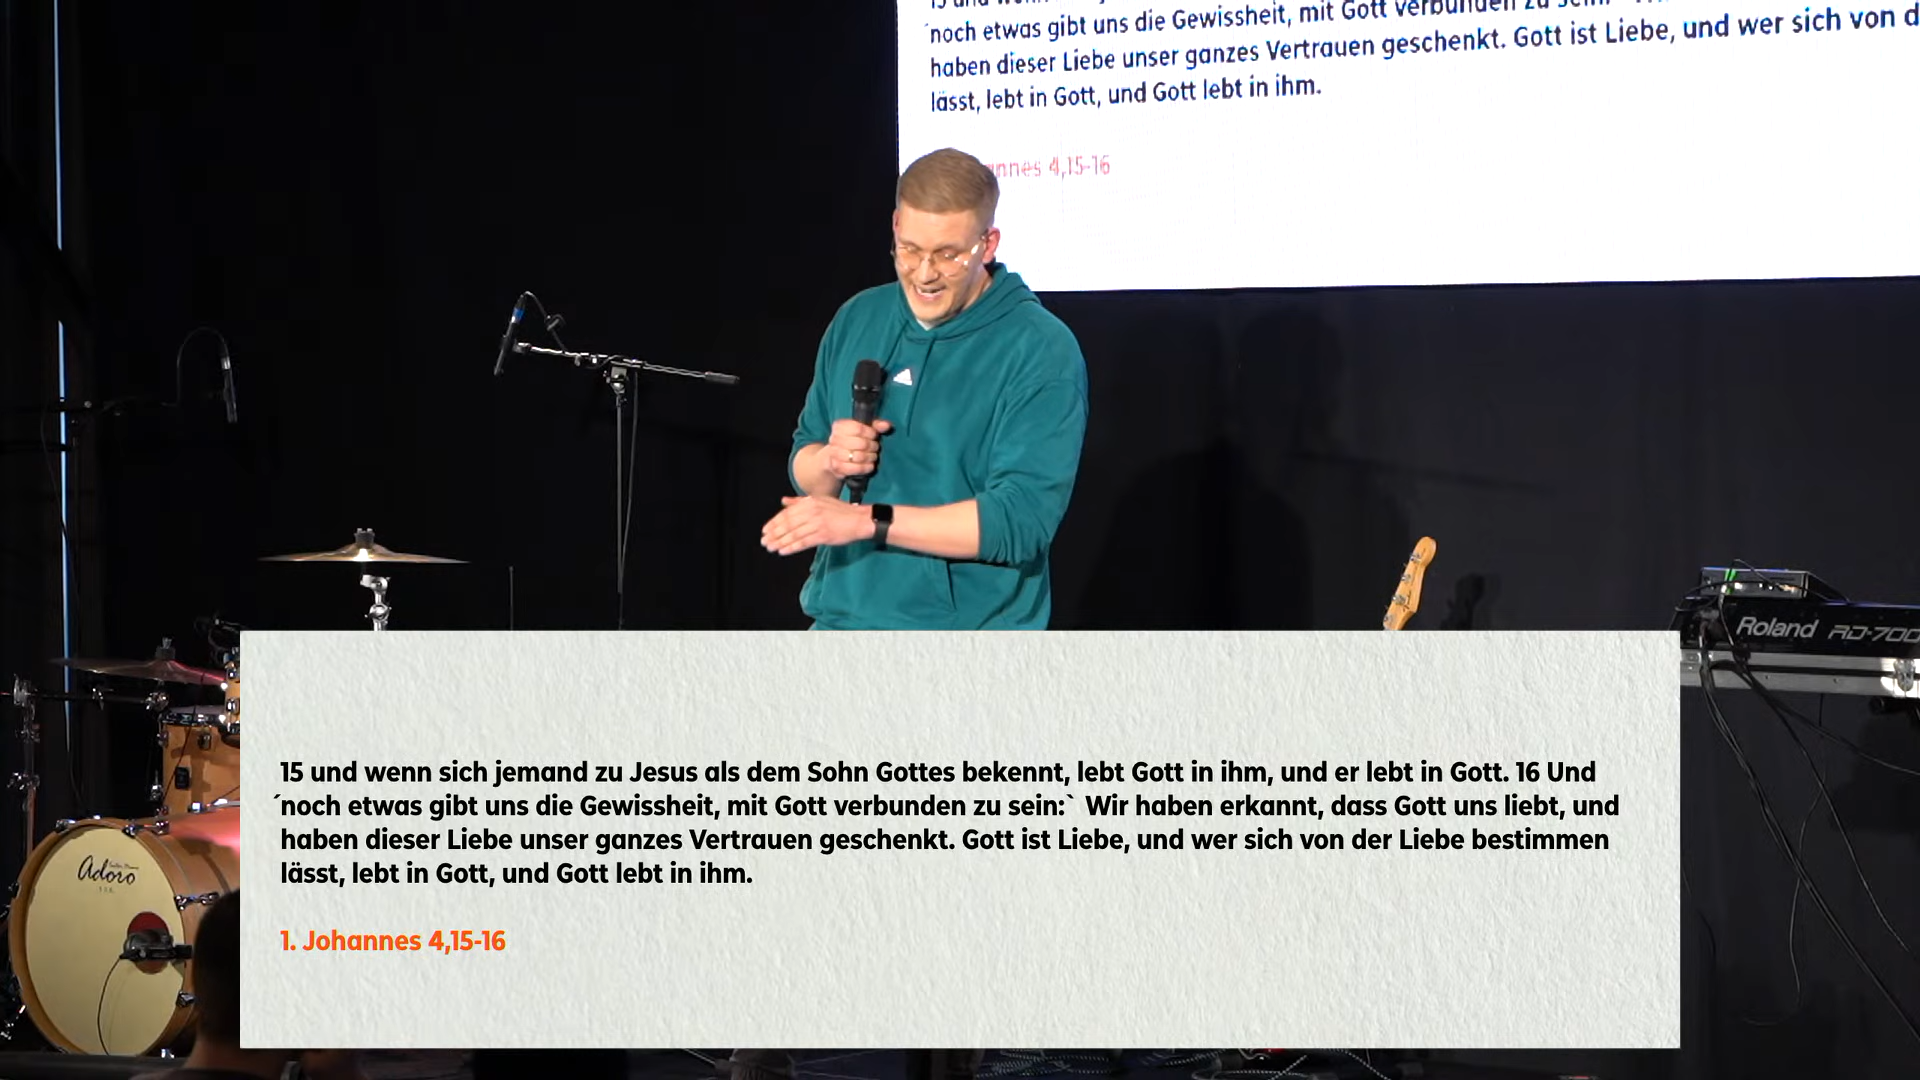 noch etwas gibt uns die Gewissheit, mit Gott verbunden zu
haben dieser Liebe unser ganzes Vertrauen geschenkt. Gott ist Liebe, und wer sich von
lässt, lebt in Gott, und Gott lebt in ihm.
4,15-16
Roland RD-700
15 und wenn sich jemand zu Jesus als dem Sohn Gottes bekennt, lebt Gott in ihm, und er lebt in Gott. 16 Und
´noch etwas gibt uns die Gewissheit, mit Gott verbunden zu sein:` Wir haben erkannt, dass Gott uns liebt, und
haben dieser Liebe unser ganzes Vertrauen geschenkt. Gott ist Liebe, und wer sich von der Liebe bestimmen
lässt, lebt in Gott, und Gott lebt in ihm.
1. Johannes 4,15-16
Adoro